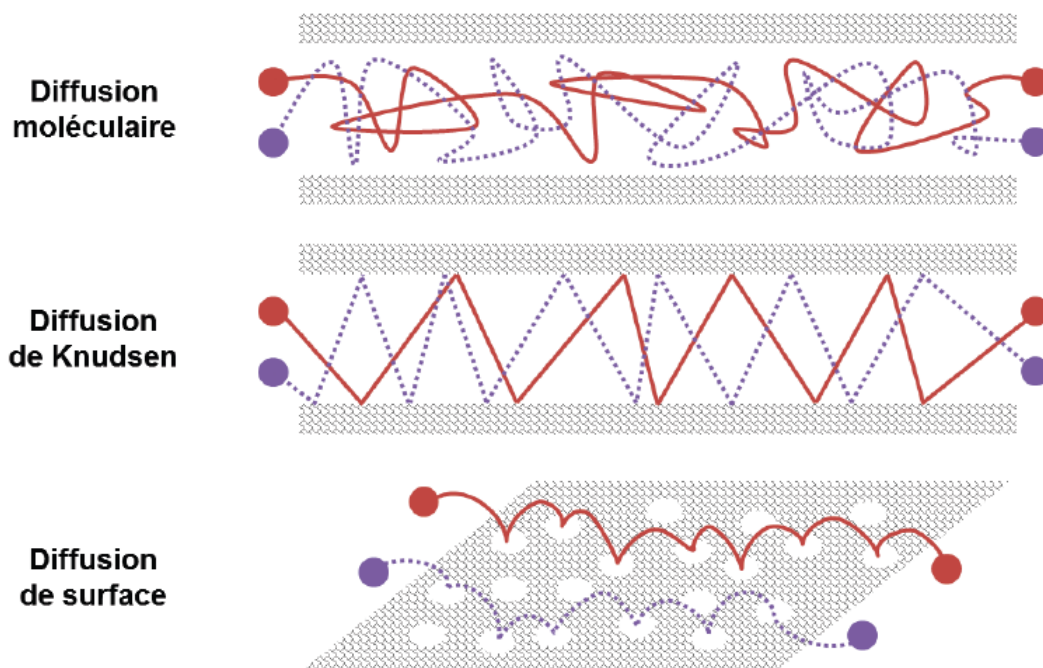 Diffusion
moléculaire
Diffusion
de Knudsen
Diffusion
de surface